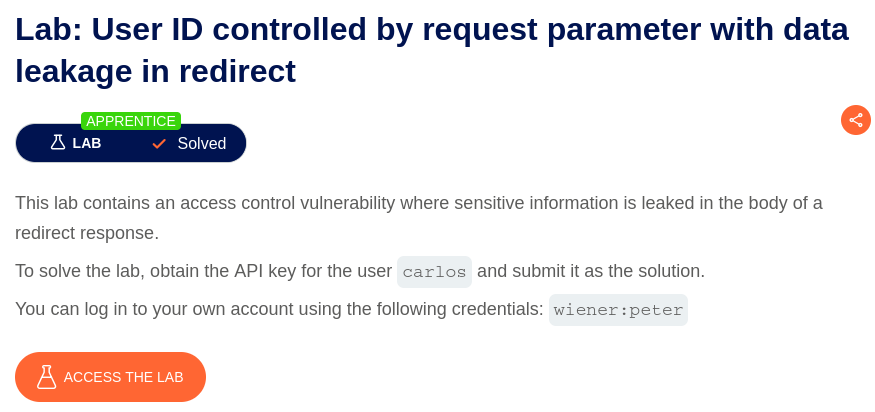 Lab: User ID controlled by request parameter with data
leakage in redirect
APPRENTICE
LAB Solved
This lab contains an access control vulnerability where sensitive information is leaked in the body of a
redirect response.
To solve the lab, obtain the API key for the user carlos and submit it as the solution.
You can log in to your own account using the following credentials: wiener:peter
ACCESS THE LAB